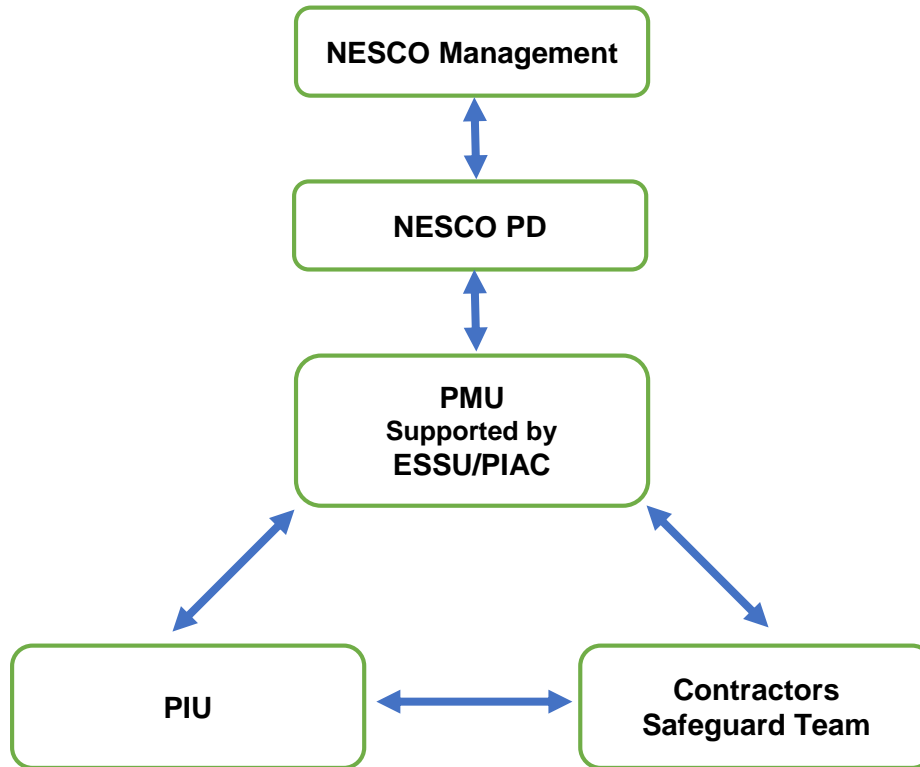 NESCO Management
NESCO PD
PMU
Supported by
ESSU/PIAC
PIU
Contractors
Safeguard Team